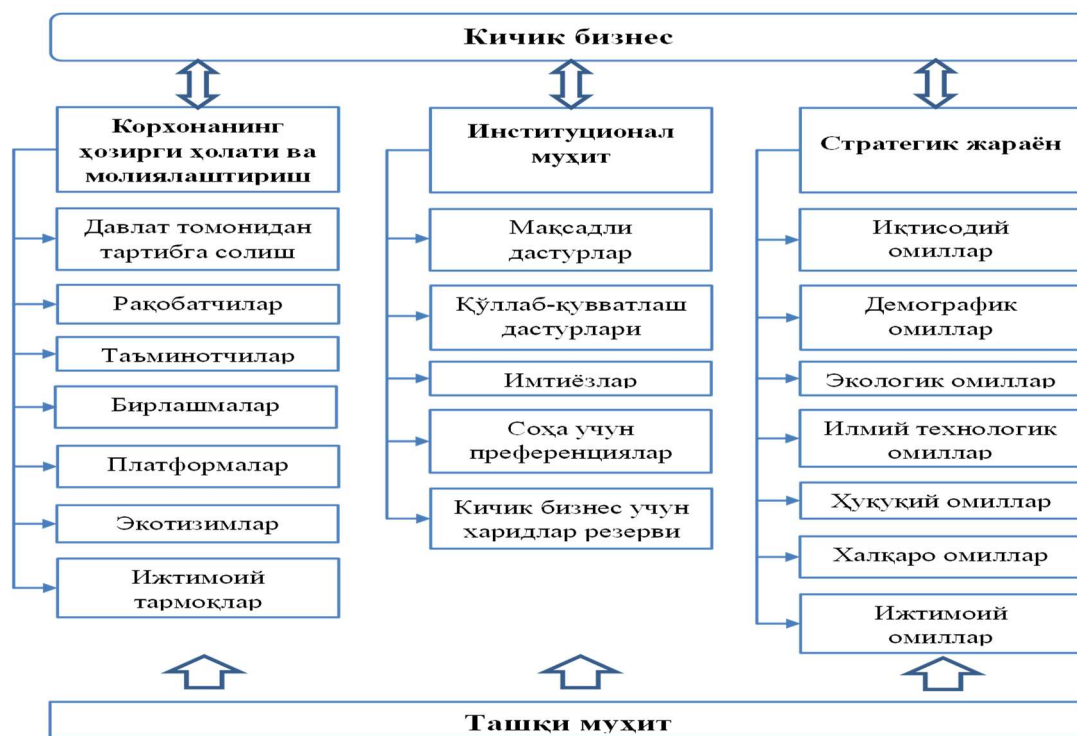 Кичик бизнес
Корхонанинг
ҳозирги ҳолати ва
молиялаштириш
Давлат томонидан
тартибга солиш
Рақобатчилар
Таъминотчилар
Бирлашмалар
Платформалар
Экотизимлар
Ижтимоий
тармоқлар
Институционал
муҳит
Мақсадли
дастурлар
Қўллаб-қувватлаш
дастурлари
Имтиёзлар
Соҳа учун
преференциялар
Кичик бизнес учун
харидлар резерви
Стратегик жараён
Иқтисодий
омиллар
Демографик
омиллар
Экологик омиллар
Илмий технологик
омиллар
Ҳуқуқий омиллар
Халқаро омиллар
Ижтимоий
омиллар
Ташқи муҳит